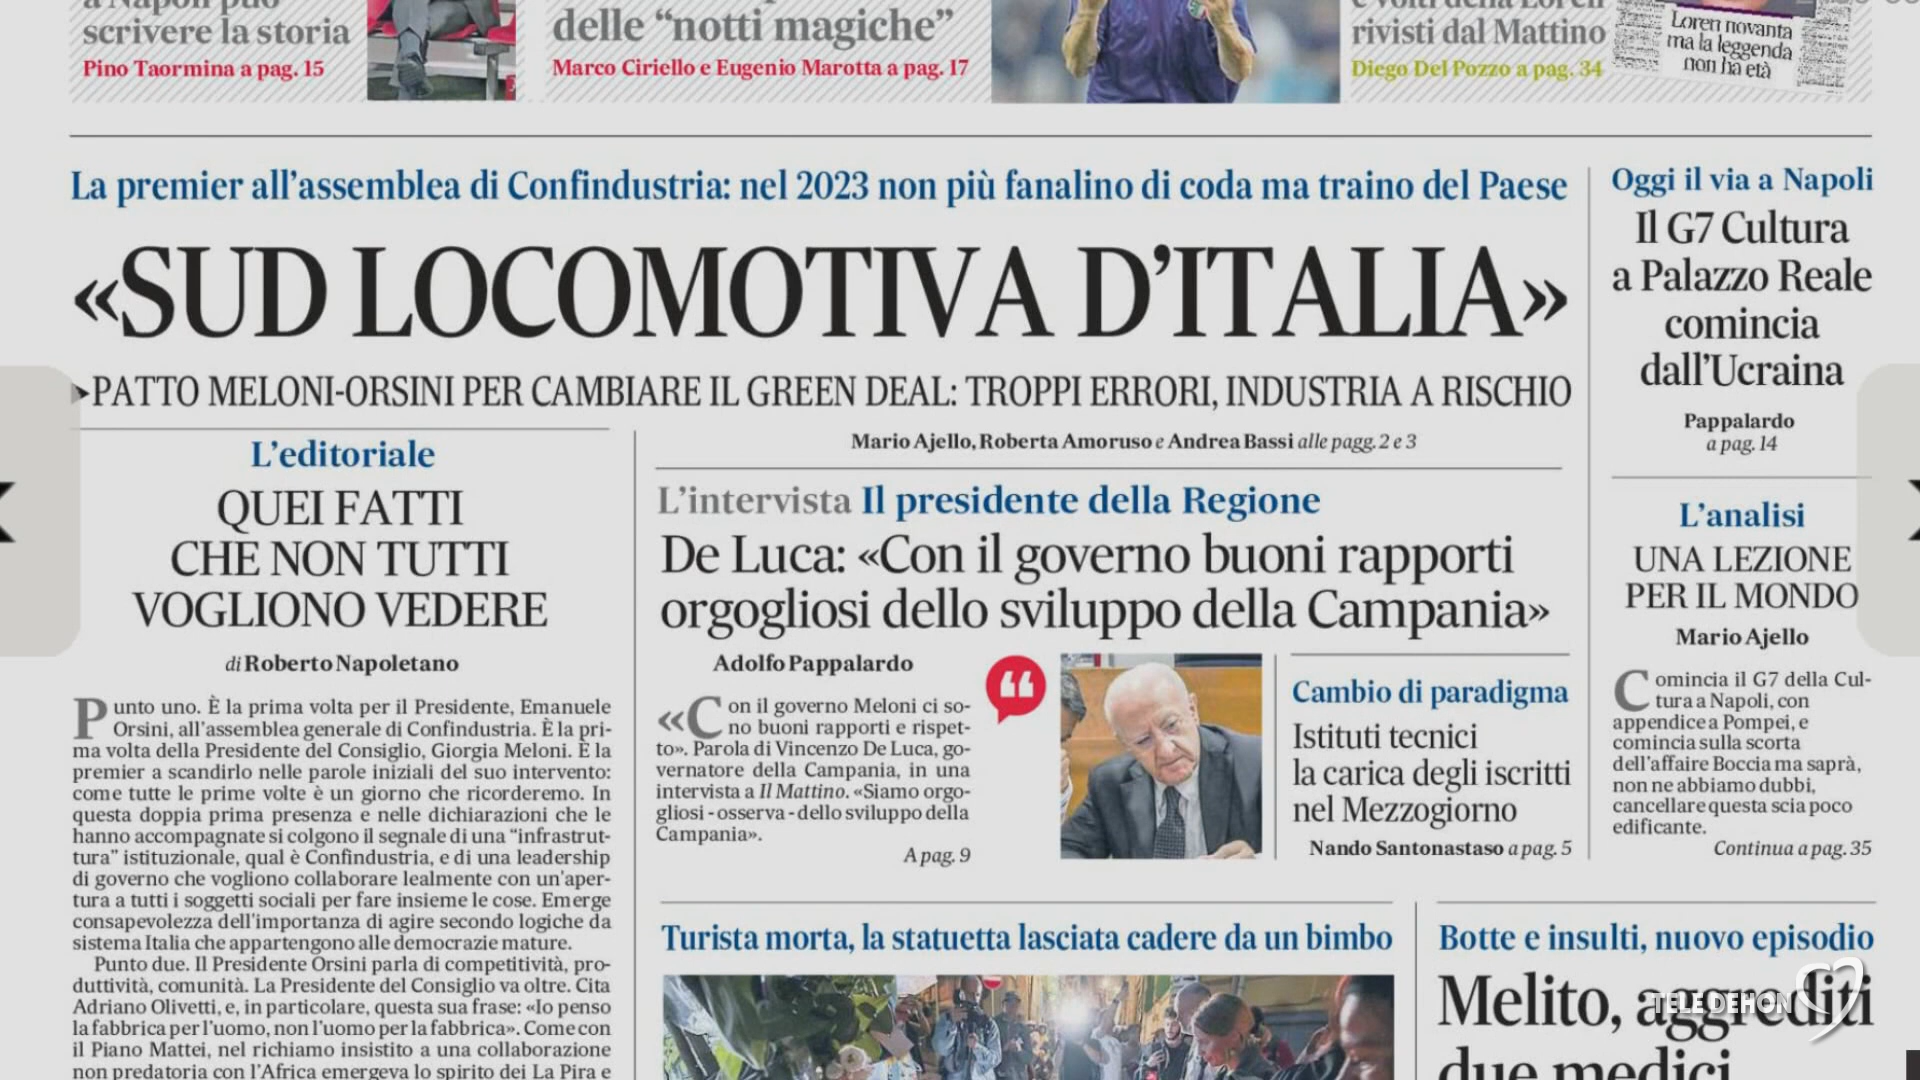 scrivere la storia
Pino Taormina a pag. 15
delle “notti magiche”
Marco Ciriello e Eugenio Marotta a pag. 17
rivisti dal Mattino
Diego Del Pozzo a pag. 34
Loren novanta
ma la leggenda
non ha età
La premier all’assemblea di Confindustria: nel 2023 non più fanalino di coda ma traino del Paese
«SUD LOCOMOTIVA D’ITALIA»
PATTO MELONI-ORSINI PER CAMBIARE IL GREEN DEAL: TROPPI ERRORI, INDUSTRIA A RISCHIO
Mario Ajello, Roberta Amoruso e Andrea Bassi alle pagg. 2 e 3
L’editoriale
QUEI FATTI
CHE NON TUTTI
VOGLIONO VEDERE
di Roberto Napoletano
Punto uno. È la prima volta per il Presidente, Emanuele
Orsini, all’assemblea generale di Confindustria. È la pri-
ma volta della Presidente del Consiglio, Giorgia Meloni. È la
premier a scandirlo nelle parole iniziali del suo intervento:
come tutte le prime volte è un giorno che ricorderemo. In
questa doppia prima presenza e nelle dichiarazioni che le
hanno accompagnate si colgono il segnale di una “infrastrut-
tura” istituzionale, qual è Confindustria, e di una leadership
di governo che vogliono collaborare lealmente con un’aper-
tura a tutti i soggetti sociali per fare insieme le cose. Emerge
consapevolezza dell’importanza di agire secondo logiche da
sistema Italia che appartengono alle democrazie mature.
Punto due. Il Presidente Orsini parla di competitività, pro-
duttività, comunità. La Presidente del Consiglio va oltre. Cita
Adriano Olivetti, e, in particolare, questa sua frase: «Io penso
la fabbrica per l’uomo, non l’uomo per la fabbrica». Come con
il Piano Mattei, nel richiamo insistito a una collaborazione
non predatoria con l’Africa emergeva lo spirito dei La Pira e
L’intervista Il presidente della Regione
De Luca: «Con il governo buoni rapporti
orgogliosi dello sviluppo della Campania»
Adolfo Pappalardo
«Con il governo Meloni ci so-
no buoni rapporti e rispet-
to». Parola di Vincenzo De Luca, go-
vernatore della Campania, in una
intervista a Il Mattino. «Siamo orgo-
gliosi - osserva - dello sviluppo della
Campania».
A pag. 9
Cambio di paradigma
Istituti tecnici
la carica degli iscritti
nel Mezzogiorno
Nando Santonastaso a pag. 5
Oggi il via a Napoli
Il G7 Cultura
a Palazzo Reale
comincia
dall’Ucraina
Pappalardo
a pag. 14
L’analisi
UNA LEZIONE
PER IL MONDO
Mario Ajello
Comincia il G7 della Cul-
tura a Napoli, con
appendice a Pompei, e
comincia sulla scorta
dell’affaire Boccia ma saprà,
non ne abbiamo dubbi,
cancellare questa scia poco
edificante.
Continua a pag. 35
Turista morta, la statuetta lasciata cadere da un bimbo
Botte e insulti, nuovo episodio
Melito, aggrediti
due medici
TELE DEHON